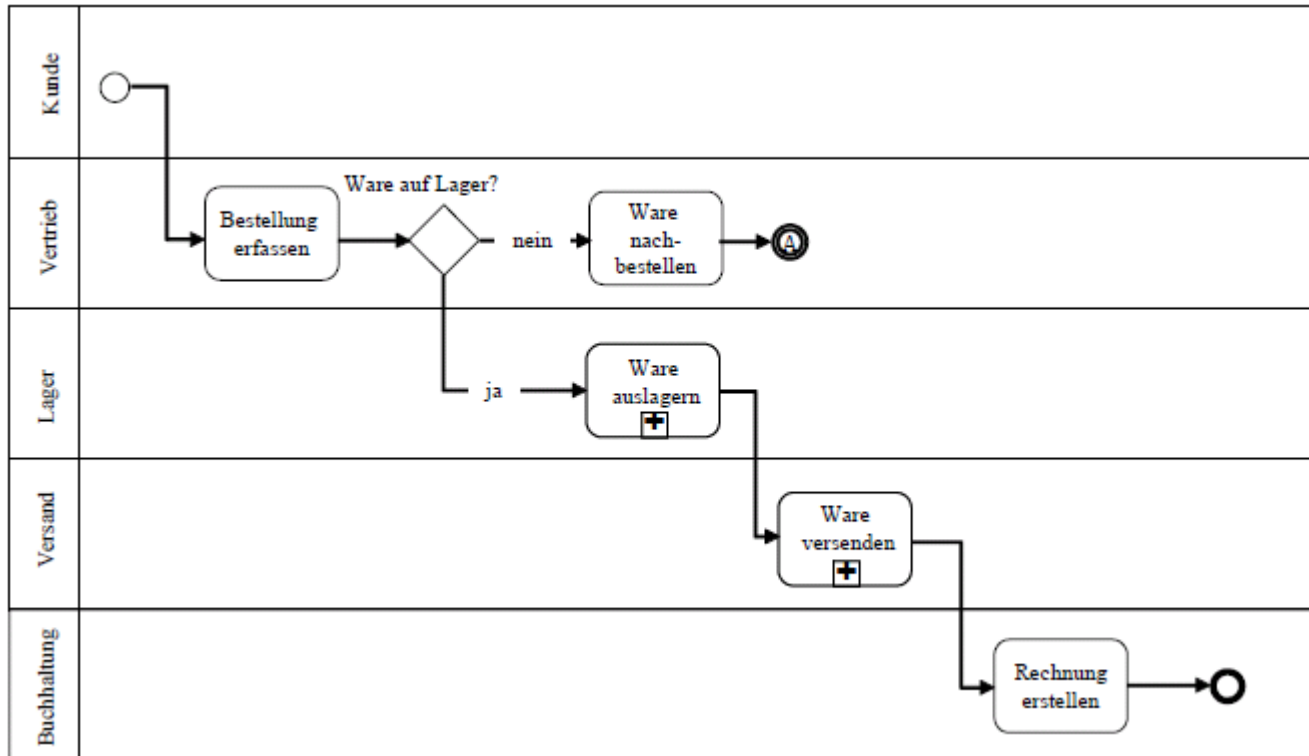 Kunde
Vertrieb
Ware auf Lager?
Bestellung
erfassen
nein
Ware
nach-
bestellen
A
Lager
ja
Ware
auslagern
Versand
Ware
versenden
Buchhaltung
Rechnung
erstellen